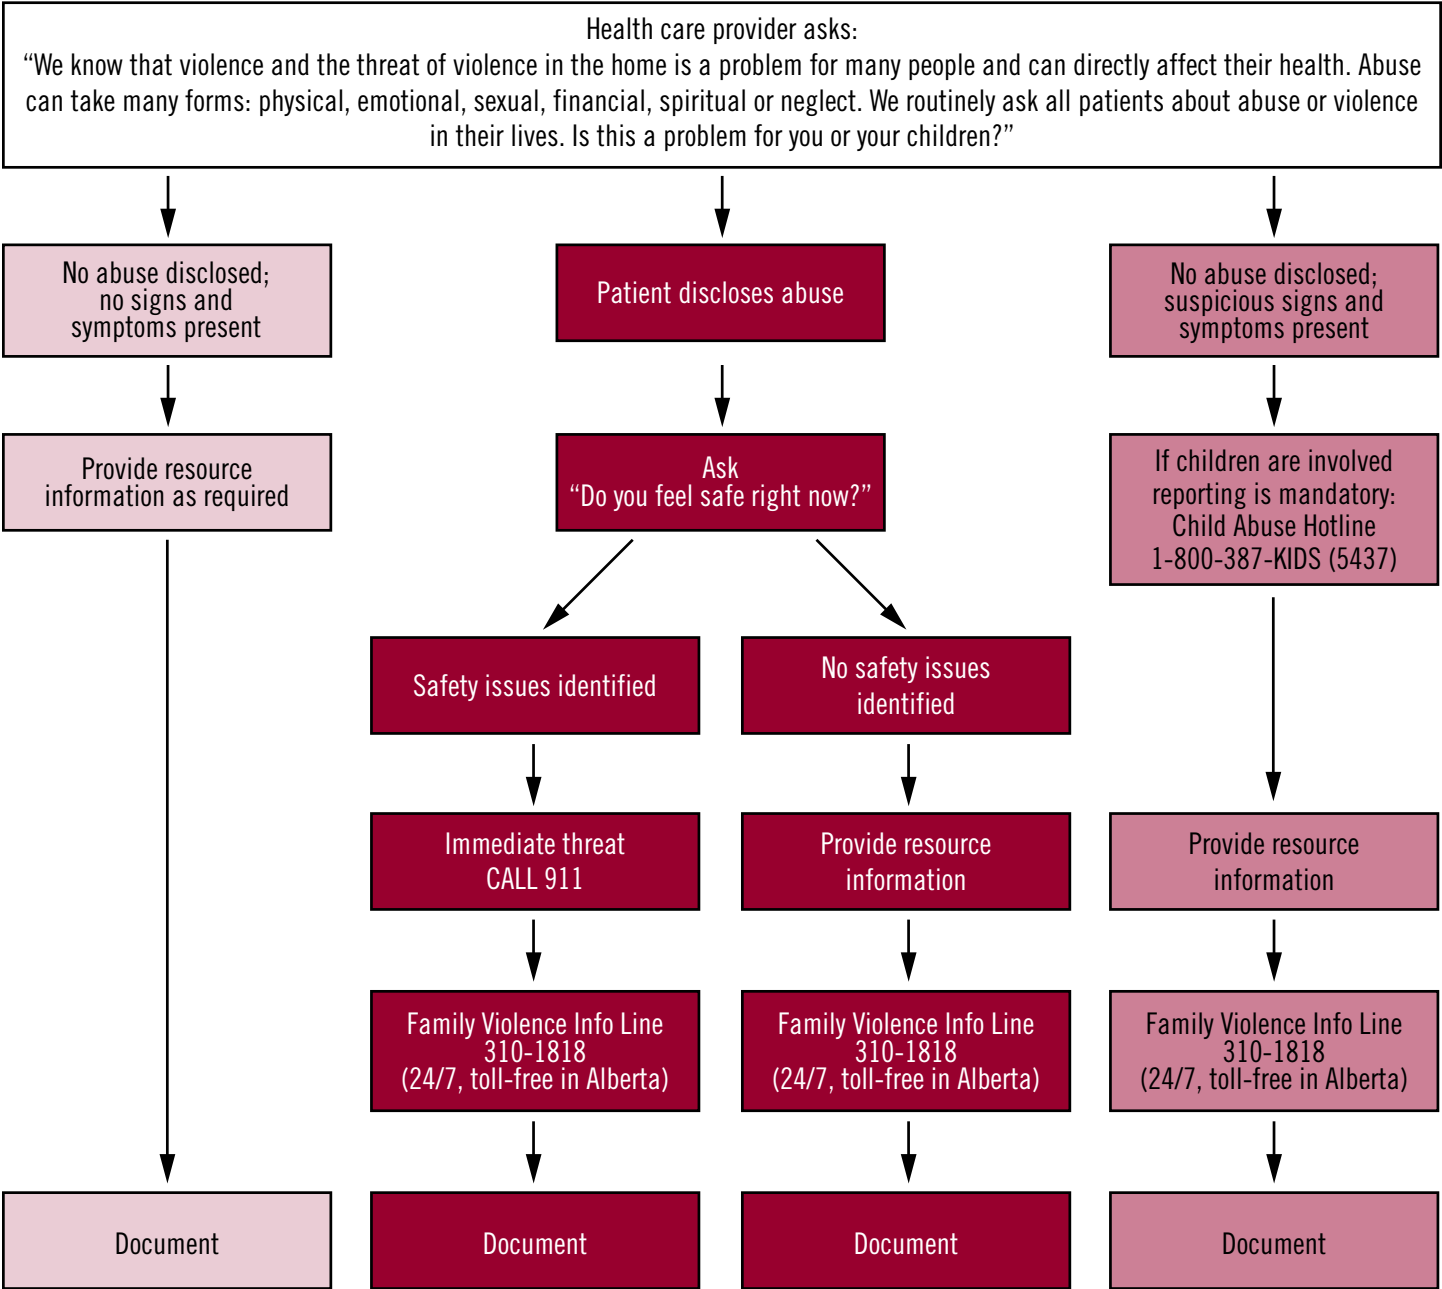 Health care provider asks:
“We know that violence and the threat of violence in the home is a problem for many people and can directly affect their health. Abuse
can take many forms: physical, emotional, sexual, financial, spiritual or neglect. We routinely ask all patients about abuse or violence
in their lives. Is this a problem for you or your children?”
No abuse disclosed;
no signs and
symptoms present
Patient discloses abuse
No abuse disclosed;
suspicious signs and
symptoms present
Provide resource
information as required
Ask
“Do you feel safe right now?”
If children are involved
reporting is mandatory:
Child Abuse Hotline
1-800-387-KIDS (5437)
Safety issues identified
No safety issues
identified
Immediate threat
CALL 911
Provide resource
information
Provide resource
information
Family Violence Info Line
310-1818
(24/7, toll-free in Alberta)
Family Violence Info Line
310-1818
(24/7, toll-free in Alberta)
Family Violence Info Line
310-1818
(24/7, toll-free in Alberta)
Document
Document
Document
Document